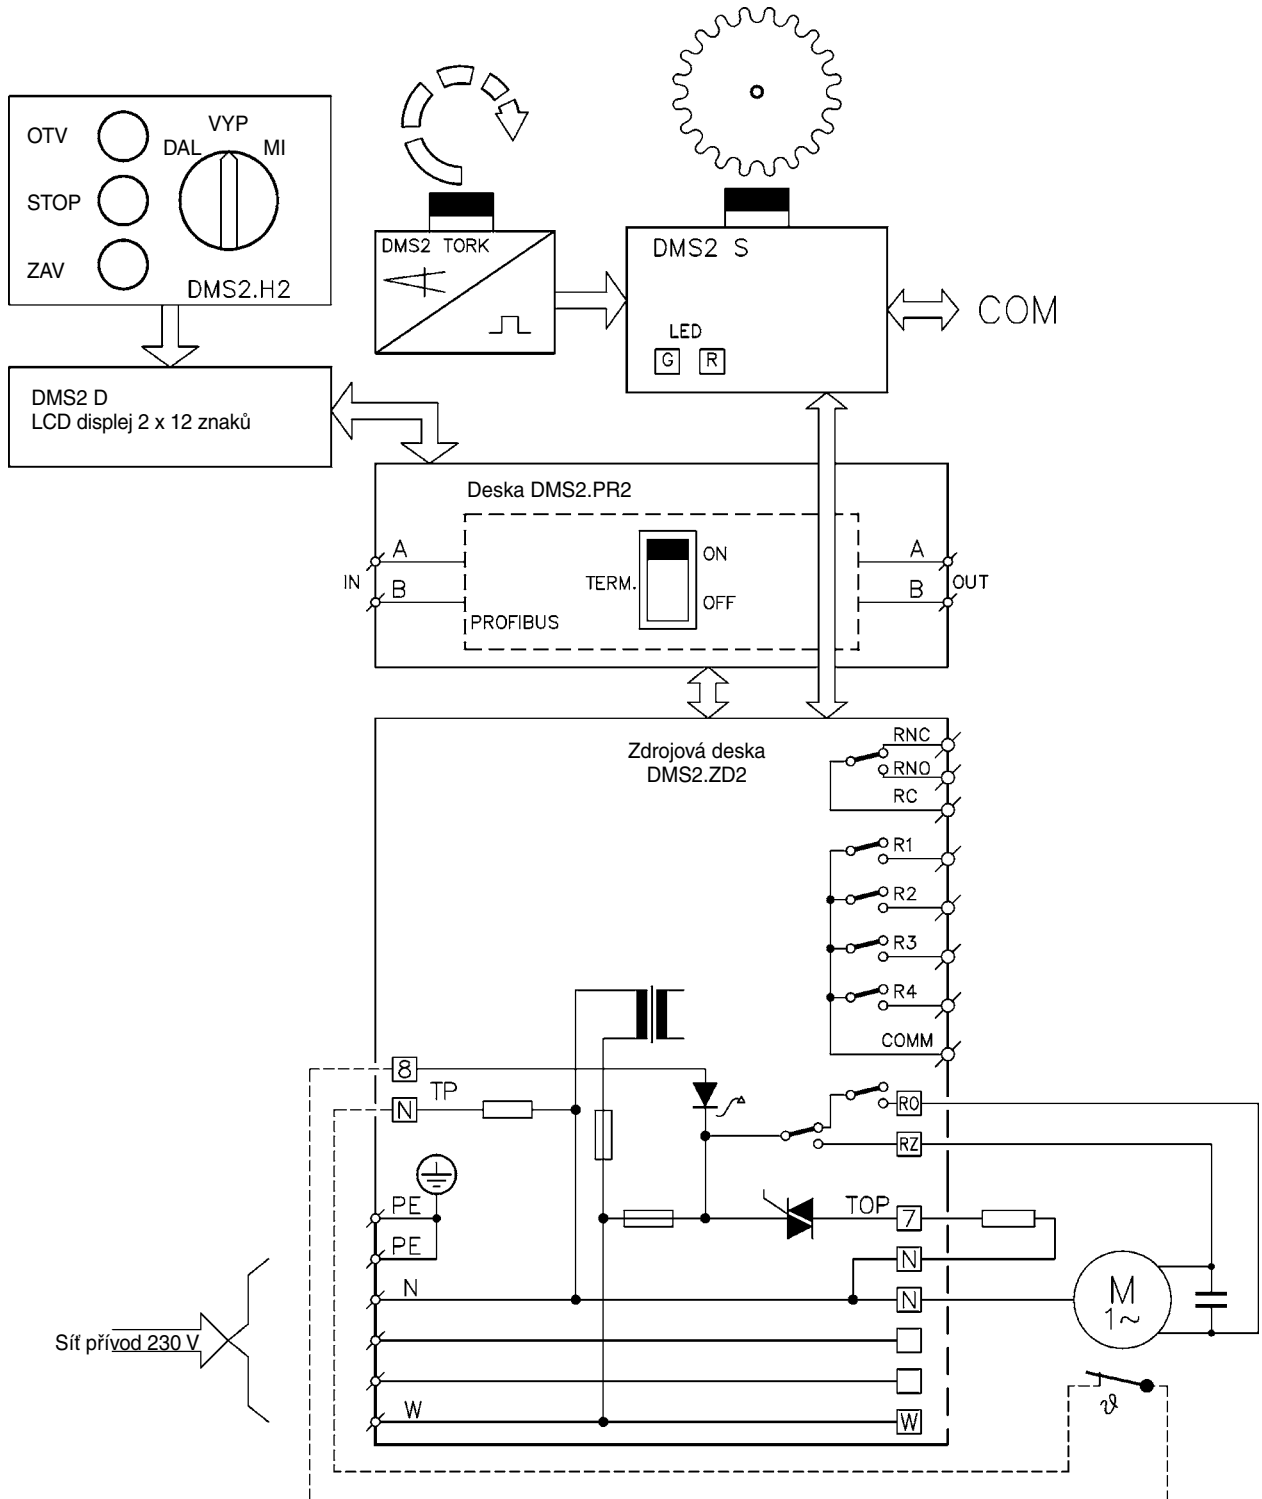 OTV
VYP
DAL
MI
STOP
ZAV
DMS2.H2
DMS2 TORK
DMS2 S
LED
G
R
COM
DMS2 D
LCD displej 2 x 12 znaků
Deska DMS2.PR2
A
B
IN
TERM.
ON
OFF
PROFIBUS
A
B
OUT
Zdrojová deska
DMS2.ZD2
RNC
RNO
RC
R1
R2
R3
R4
COMM
8
TP
N
RO
RZ
PE
PE
TOP
7
N
N
N
M
1~
Síť přívod 230 V
W
W
ϑ